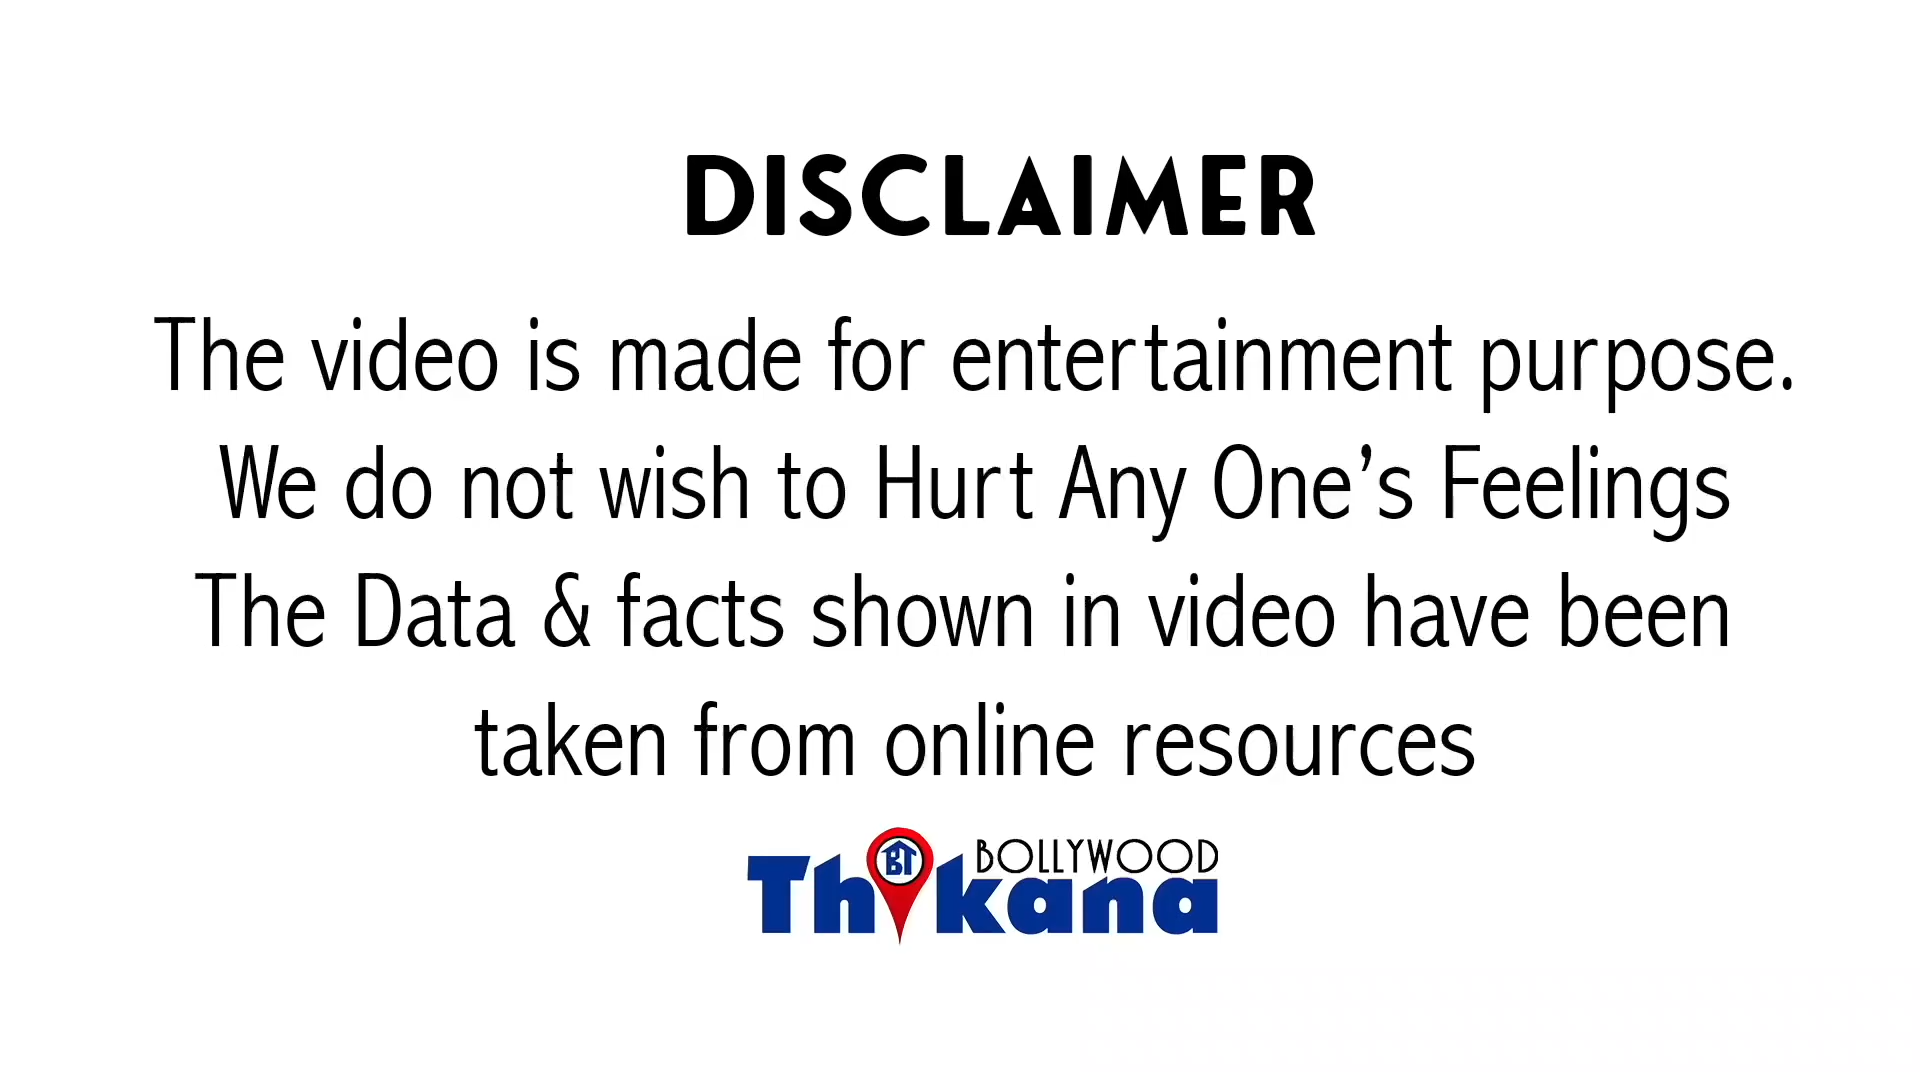 DISCLAIMER
The video is made for entertainment purpose.
We do not wish to Hurt Any One’s Feelings
The Data & facts shown in video have been
taken from online resources
BT
BOLLYWOOD
Thikana